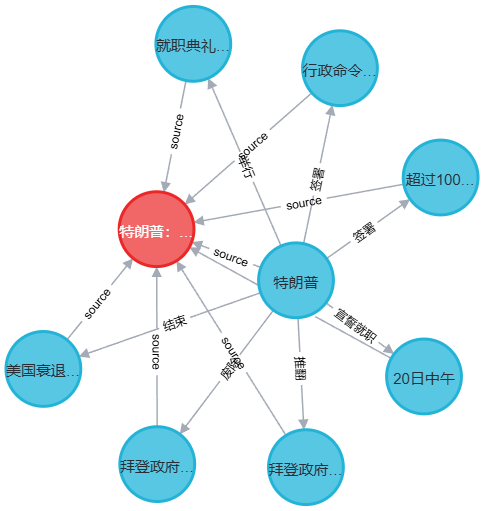 就职典礼...
行政命令...
source
source
举行
签署
超过100...
source
特朗普：...
签署
source
特朗普
source
结束
宣誓就职
source
source
废除
推翻
美国衰退...
20日中午
拜登政府...
拜登政府...